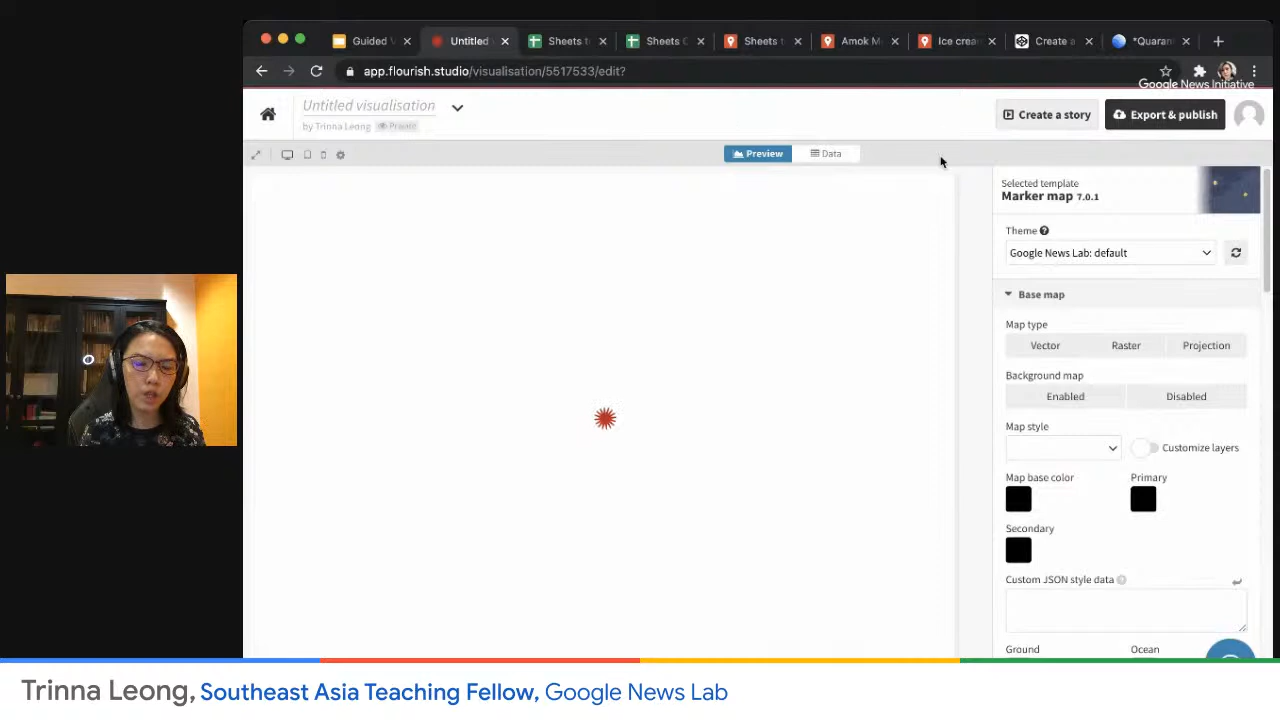 Guided V
Untitled
Sheets t
Sheets C
Sheets t
Amok M
Ice crea
Create a
*Quaran
app.flourish.studio/visualisation/5517533/edit?
Google News Initiative
Untitled visualisation
by Trinna Leong Private
Create a story
Export & publish
Preview
Data
Selected template
Marker map 7.0.1
Theme
Google News Lab: default
Base map
Map type
Vector Raster Projection
Background map
Enabled Disabled
Map style
Customize layers
Map base color Primary
Secondary
Custom JSON style data
Ground Ocean
Trinna Leong, Southeast Asia Teaching Fellow, Google News Lab